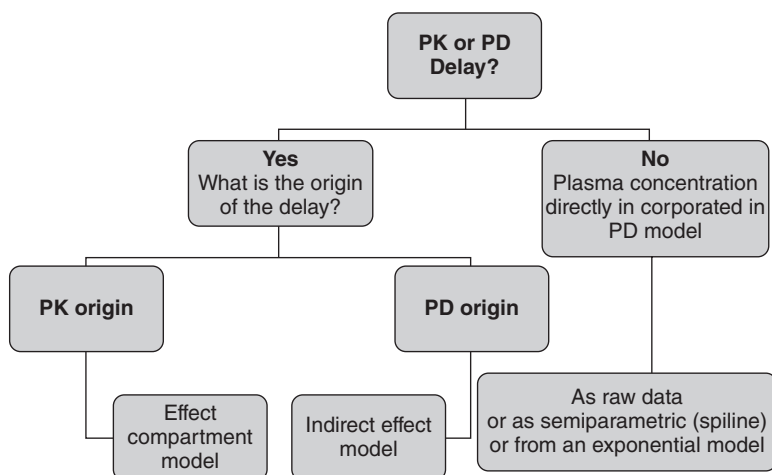 PK or PD
Delay?
Yes
What is the origin
of the delay?
No
Plasma concentration
directly in corporated in
PD model
PK origin
PD origin
Effect
compartment
model
Indirect effect
model
As raw data
or as semiparametric (spiline)
or from an exponential model